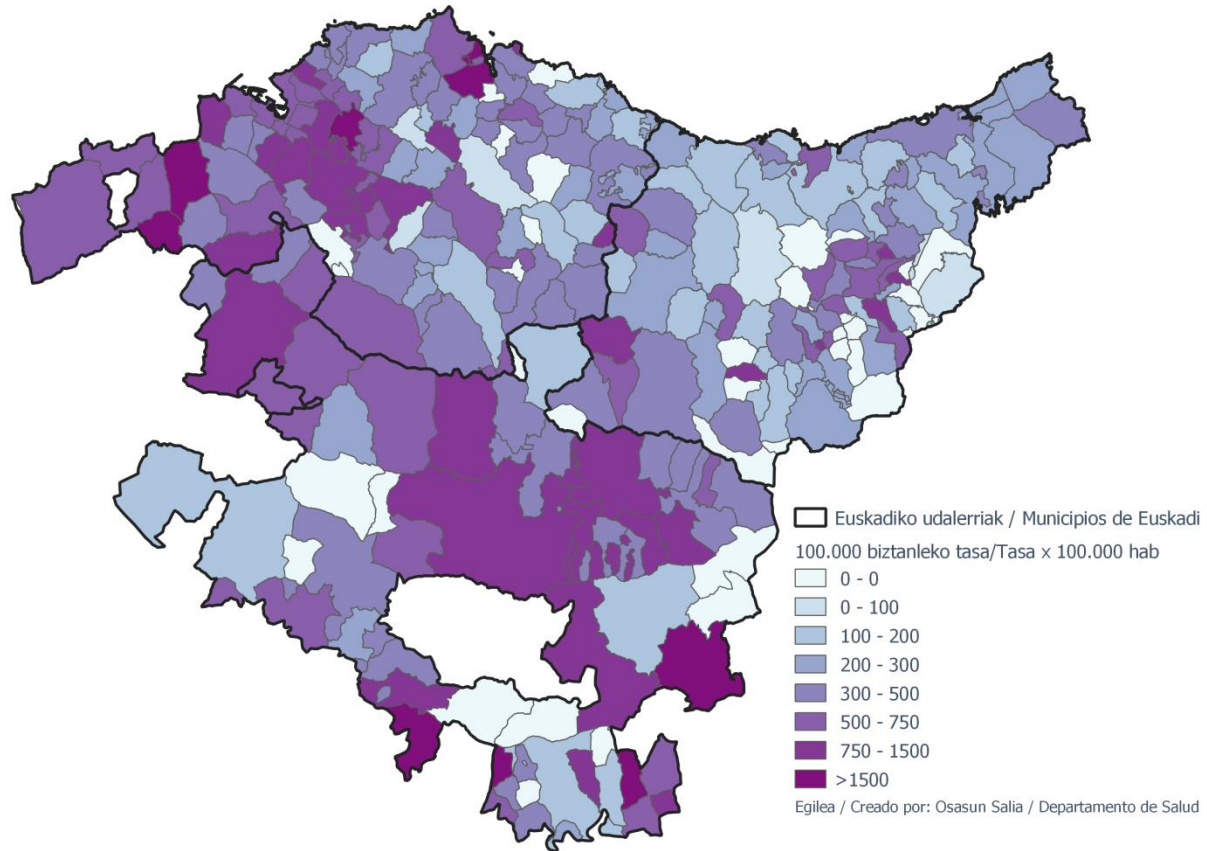 Euskadiko udalerriak / Municipios de Euskadi
100.000 biztanleko tasa/Tasa x 100.000 hab
0 - 0
0 - 100
100 - 200
200 - 300
300 - 500
500 - 750
750 - 1500
>1500
Egilea / Creado por: Osasun Salia / Departamento de Salud